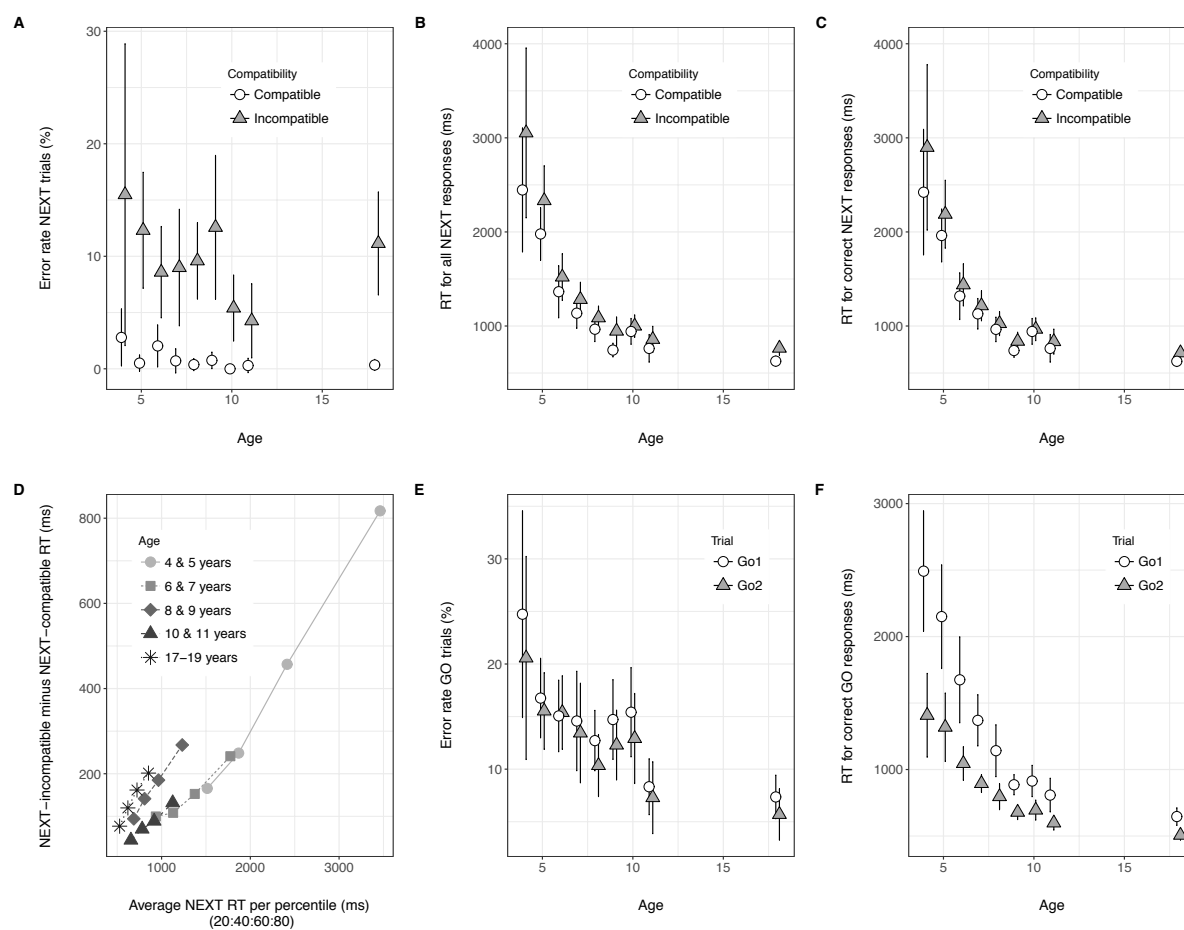 A
Error rate NEXT trials (%)
30
20
10
0
Compatibility
Compatible
Incompatible
5
10
15
Age
B
RT for all NEXT responses (ms)
4000
3000
2000
1000
Compatibility
Compatible
Incompatible
5
10
15
Age
C
RT for correct NEXT responses (ms)
4000
3000
2000
1000
Compatibility
Compatible
Incompatible
5
10
15
Age
D
NEXT−incompatible minus NEXT−compatible RT (ms)
800
600
400
200
Age
4 & 5 years
6 & 7 years
8 & 9 years
10 & 11 years
17−19 years
1000
2000
3000
Average NEXT RT per percentile (ms)
(20:40:60:80)
E
Error rate GO trials (%)
30
20
10
Trial
Go1
Go2
5
10
15
Age
F
RT for correct GO responses (ms)
3000
2000
1000
Trial
Go1
Go2
5
10
15
Age